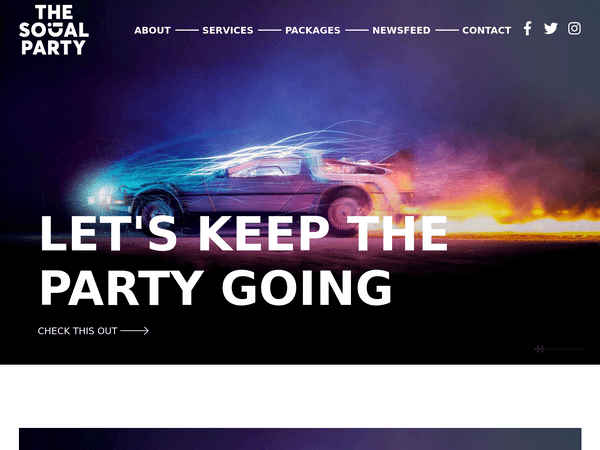 THE
SOCIAL
PARTY
ABOUT
SERVICES
PACKAGES
NEWSFEED
CONTACT
LET'S KEEP THE
PARTY GOING
CHECK THIS OUT